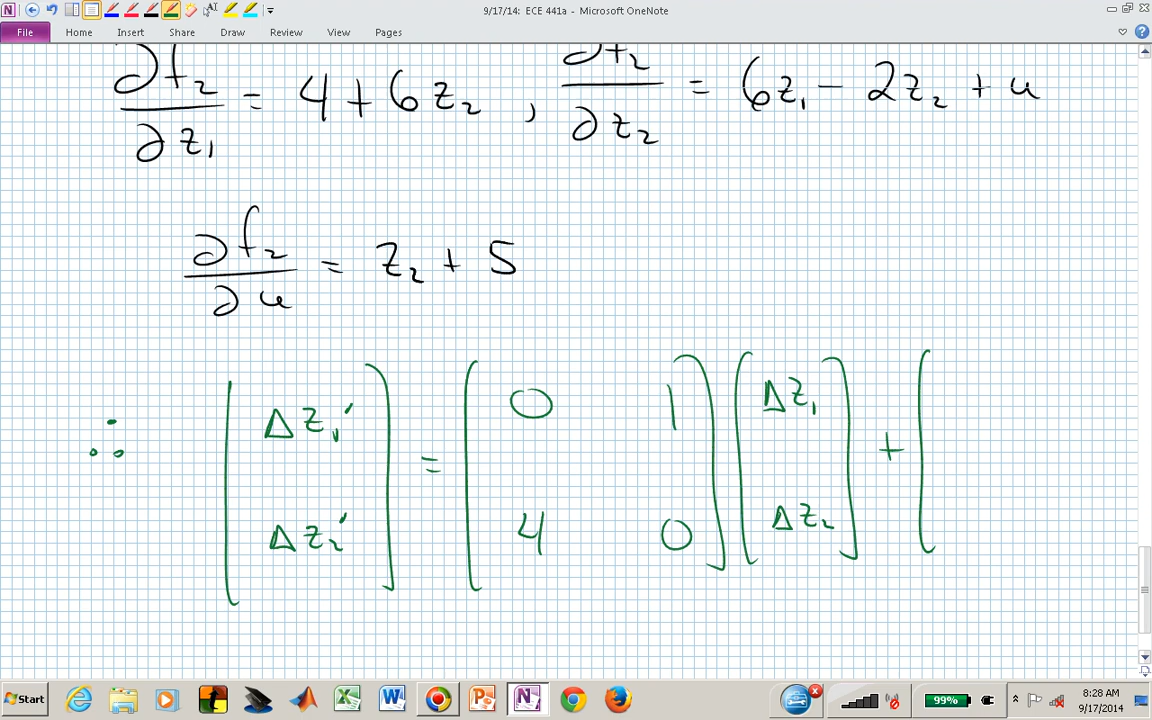 9/17/14: ECE 441a - Microsoft OneNote
File Home Insert Share Draw Review View Pages
∂f₂/∂z₁ = 4 + 6z₂ , ∂f₂/∂z₂ = 6z₁ - 2z₂ + u
∂f₂/∂u = z₂ + 5
∴ [Δz₁′ ; Δz₂′] = [0 1 ; 4 0] [Δz₁ ; Δz₂] + [
Start
99%
8:28 AM
9/17/2014